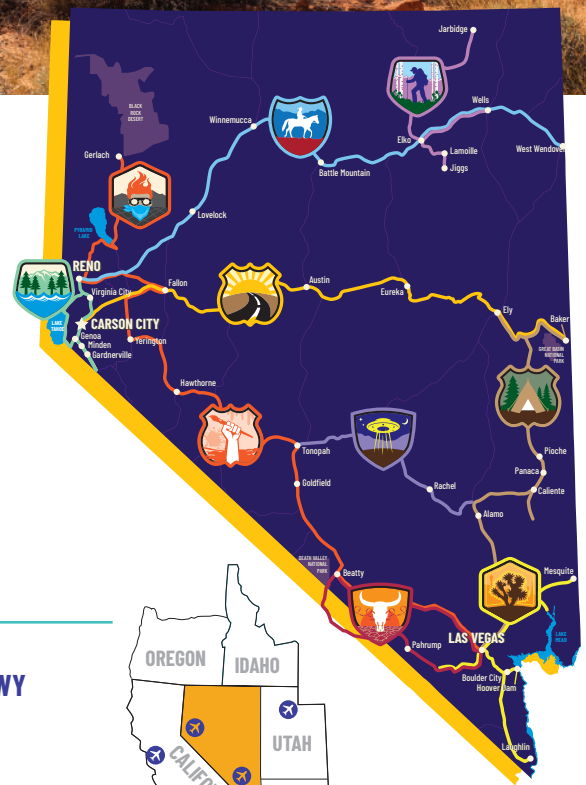 Jarbidge
BLACK
ROCK
DESERT
Wells
Winnemucca
Elko
West Wendove
Gerlach
Lamoille
Battle Mountain
Jiggs
Lovelock
PYRAMID
LAKE
RENO
Virginia City
Fallon
Austin
Eureka
Ely
Baker
LAKE
TAHOE
CARSON CITY
Genoa
Yerington
Minden
Gardnerville
GREAT BASIN
NATIONAL
PARK
Hawthorne
Tonopah
Pioche
Panaca
Goldfield
Rachel
Caliente
Alamo
DEATH VALLEY
NATIONAL
PARK
Beatty
Mesquite
LAS VEGAS
LAKE
MEAD
Pahrump
Boulder City
Hoover Dam
Laughlin
OREGON
IDAHO
WY
UTAH
CALIFO